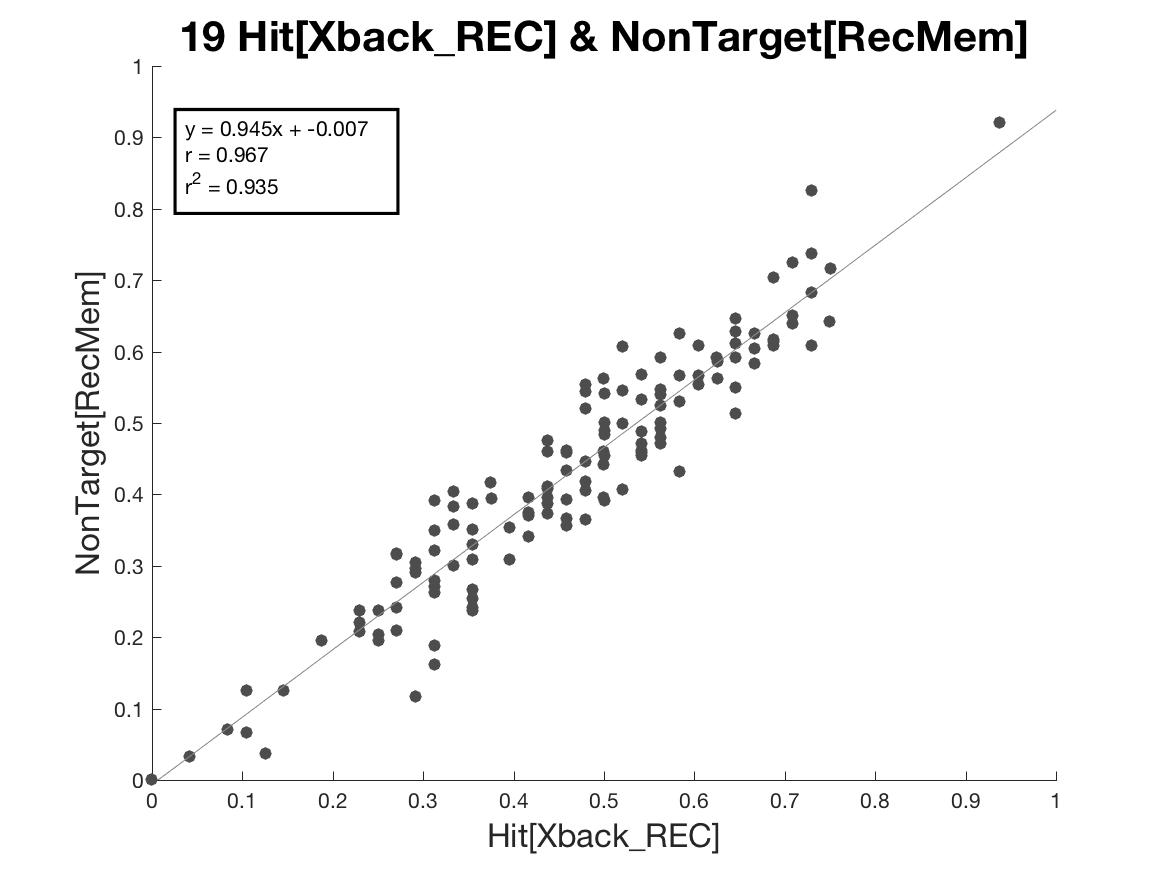 19 Hit[Xback_REC] & NonTarget[RecMem]
1
y = 0.945x + -0.007
0.9
r = 0.967
r2 = 0.935
0.8
0.7
0.6
0.5
0.4
0.3
0.2
0.1
0
NonTarget[RecMem]
0 0.1 0.2 0.3 0.4 0.5 0.6 0.7 0.8 0.9 1
Hit[Xback_REC]